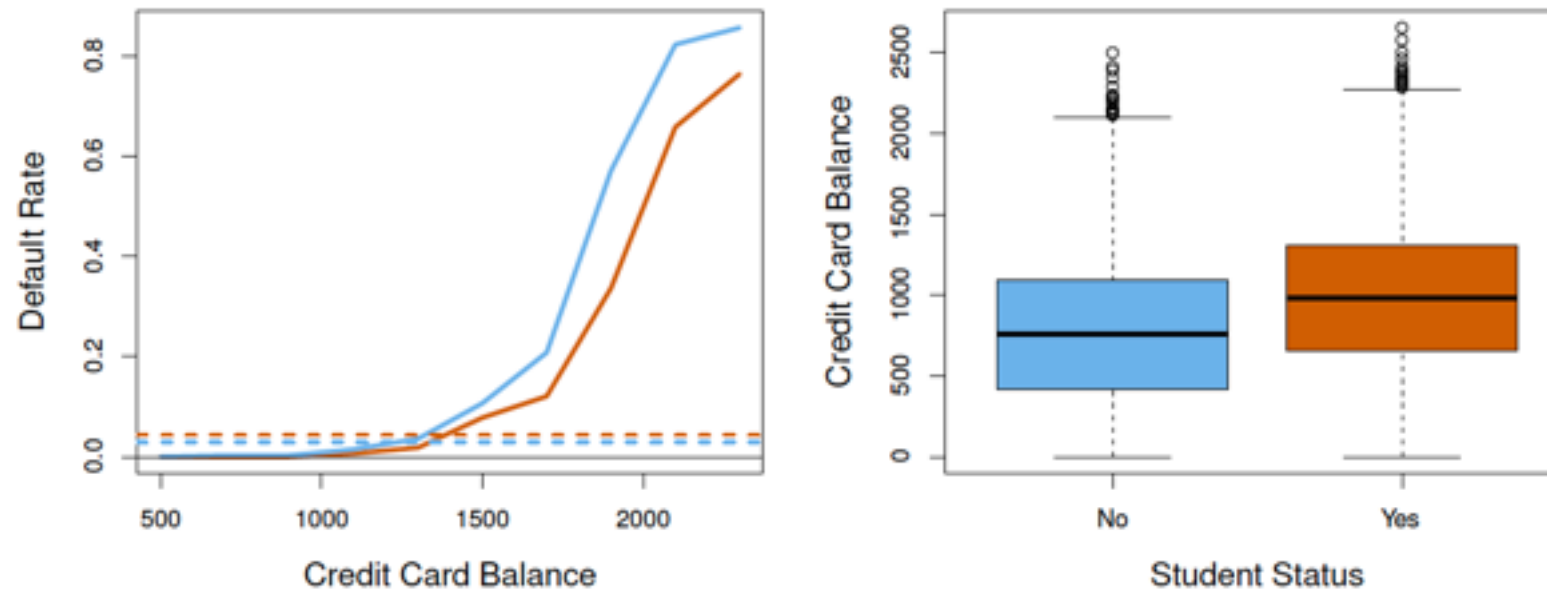 Default Rate
0.0 0.2 0.4 0.6 0.8
500 1000 1500 2000
Credit Card Balance
Credit Card Balance
0 500 1000 1500 2000 2500
No Yes
Student Status